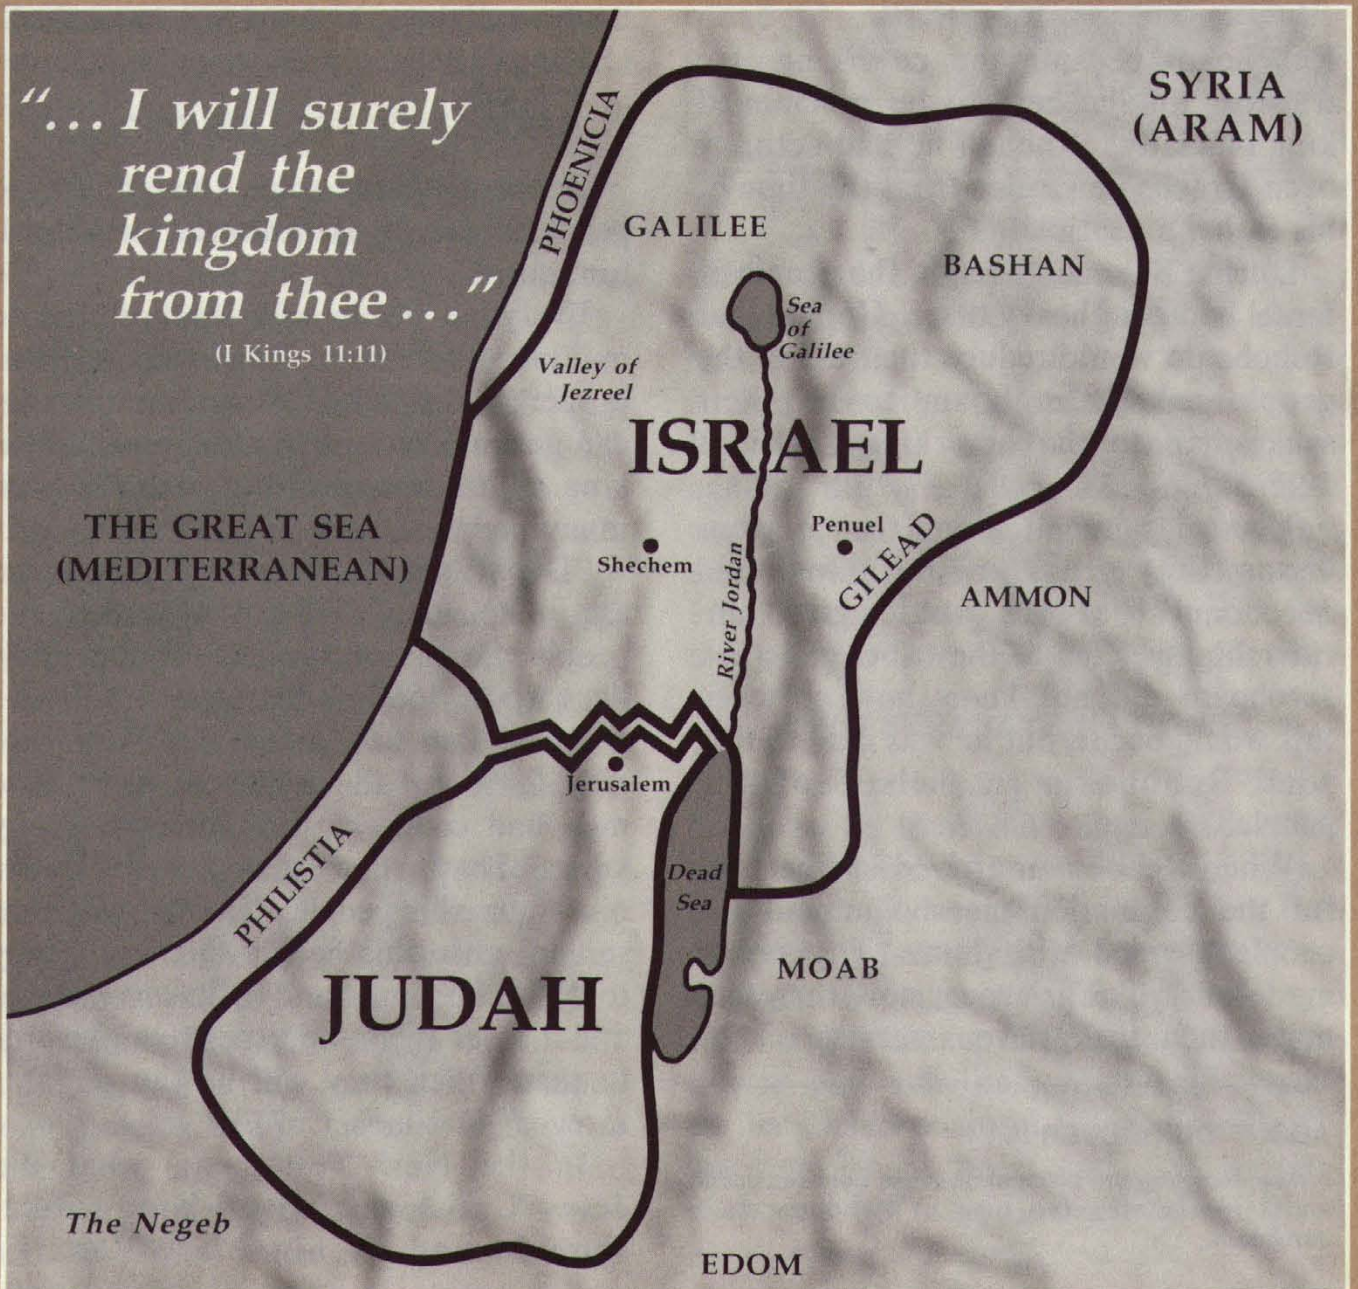 “... I will surely
rend the
kingdom
from thee ...”
(I Kings 11:11)
SYRIA
(ARAM)
PHOENICIA
GALILEE
BASHAN
Sea
of
Galilee
Valley of
Jezreel
ISRAEL
THE GREAT SEA
(MEDITERRANEAN)
Penuel
Shechem
River Jordan
GILEAD
AMMON
Jerusalem
PHILISTIA
Dead
Sea
MOAB
JUDAH
The Negeb
EDOM